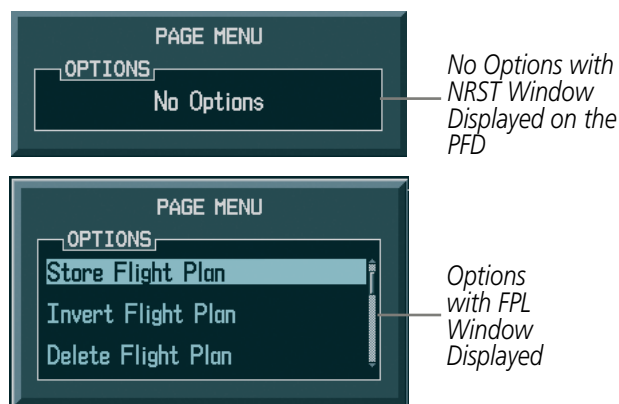 PAGE MENU
OPTIONS
No Options
No Options with
NRST Window
Displayed on the
PFD
PAGE MENU
OPTIONS
Store Flight Plan
Invert Flight Plan
Delete Flight Plan
Options
with FPL
Window
Displayed